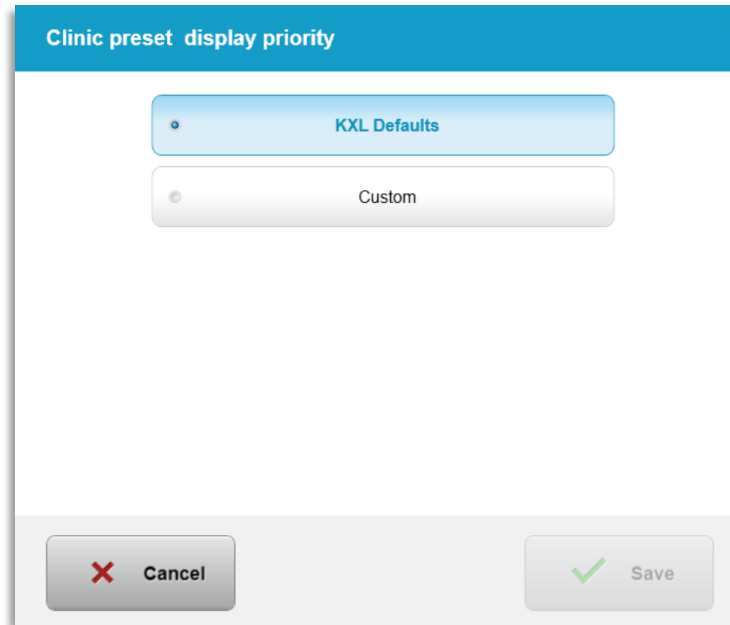 Clinic preset display priority
KXL Defaults
Custom
Cancel
Save